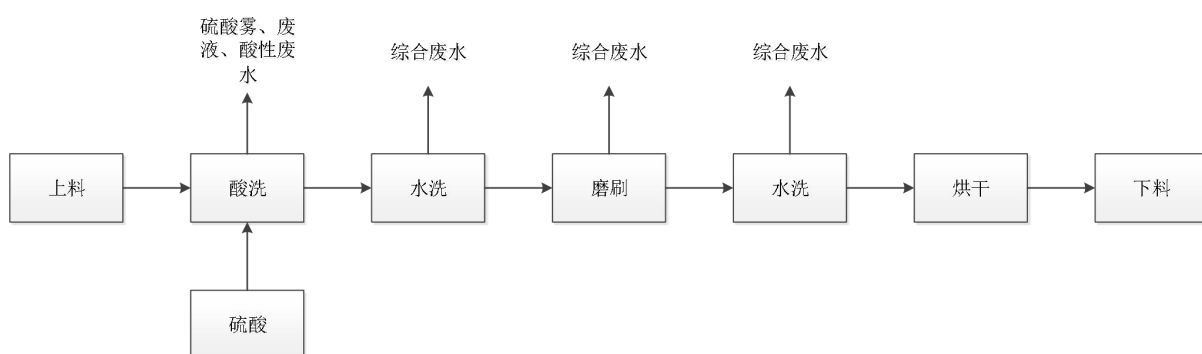 硫酸雾、废
液、酸性废
水
综合废水
综合废水
综合废水
上料
酸洗
水洗
磨刷
水洗
烘干
下料
硫酸